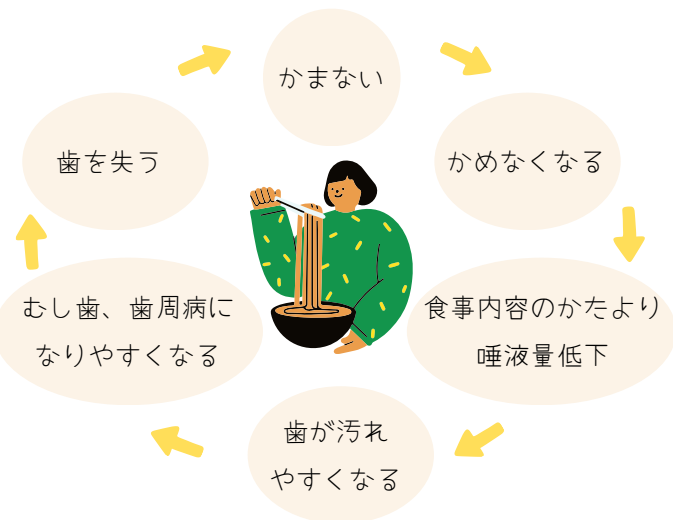 かまない
かめなくなる
食事内容のかたより
唾液量低下
歯が汚れ
やすくなる
むし歯、歯周病に
なりやすくなる
歯を失う